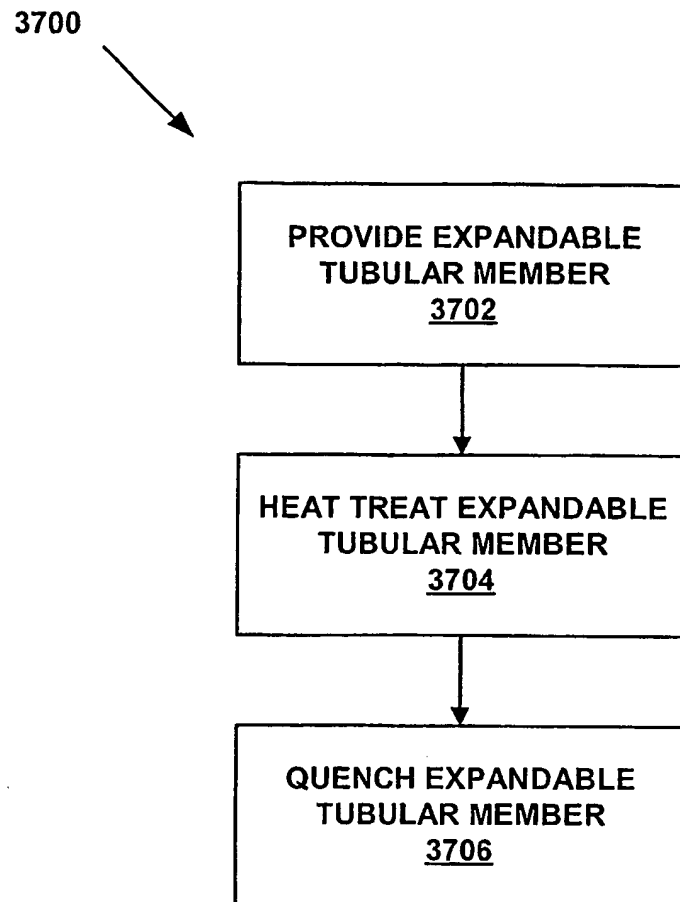 3700
PROVIDE EXPANDABLE
TUBULAR MEMBER
3702
HEAT TREAT EXPANDABLE
TUBULAR MEMBER
3704
QUENCH EXPANDABLE
TUBULAR MEMBER
3706